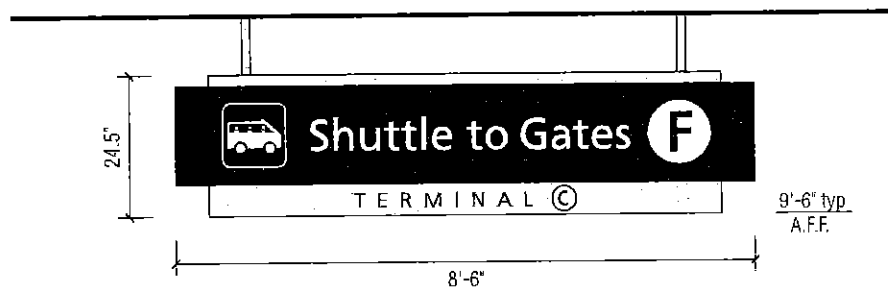 24.5"
Shuttle to Gates F
TERMINAL C
9'-6" typ
A.F.F.
8'-6"